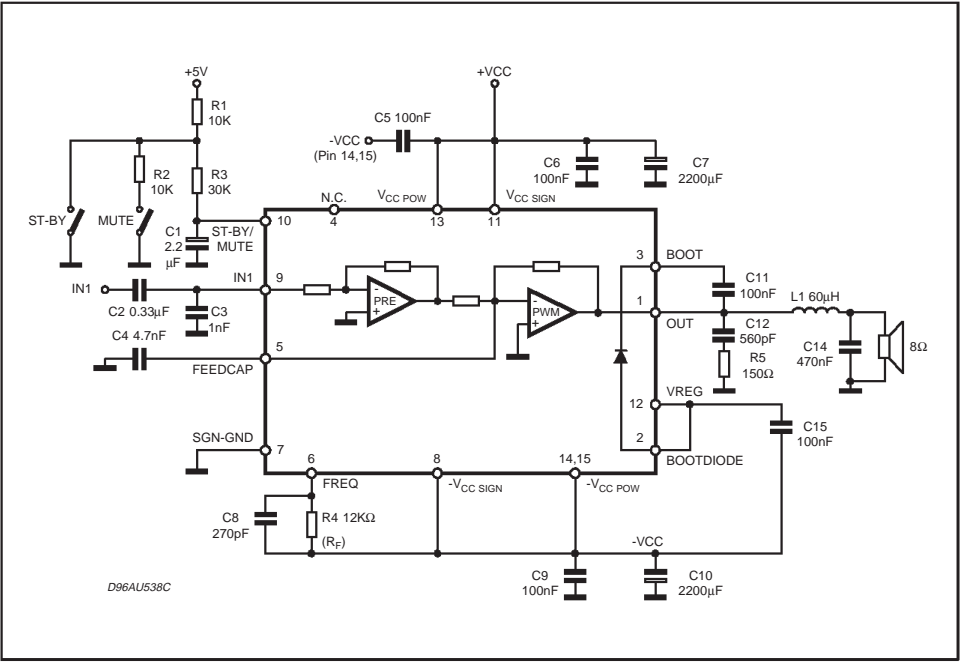 +5V
R1
10K
R2
10K
R3
30K
ST-BY
MUTE
C1
2.2
µF
ST-BY/
MUTE
10
+VCC
C5 100nF
-VCC
(Pin 14,15)
C6
100nF
C7
2200µF
N.C.
4
VCC POW
13
VCC SIGN
11
IN1
C2 0.33µF
C3
1nF
IN1
9
C4 4.7nF
5
FEEDCAP
-
+
PRE
-
+
PWM
3
BOOT
C11
100nF
1
OUT
L1 60µH
C12
560pF
R5
150Ω
C14
470nF
8Ω
12
VREG
2
BOOTDIODE
C15
100nF
SGN-GND
7
6
FREQ
8
-VCC SIGN
14,15
-VCC POW
C8
270pF
R4 12KΩ
(RF)
-VCC
C9
100nF
C10
2200µF
D96AU538C